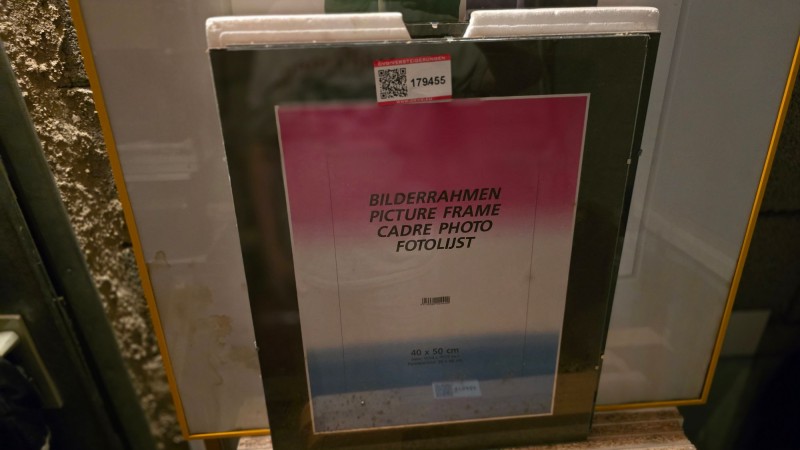 179455
BILDERRAHMEN
PICTURE FRAME
CADRE PHOTO
FOTOLIJST
40 x 50 cm